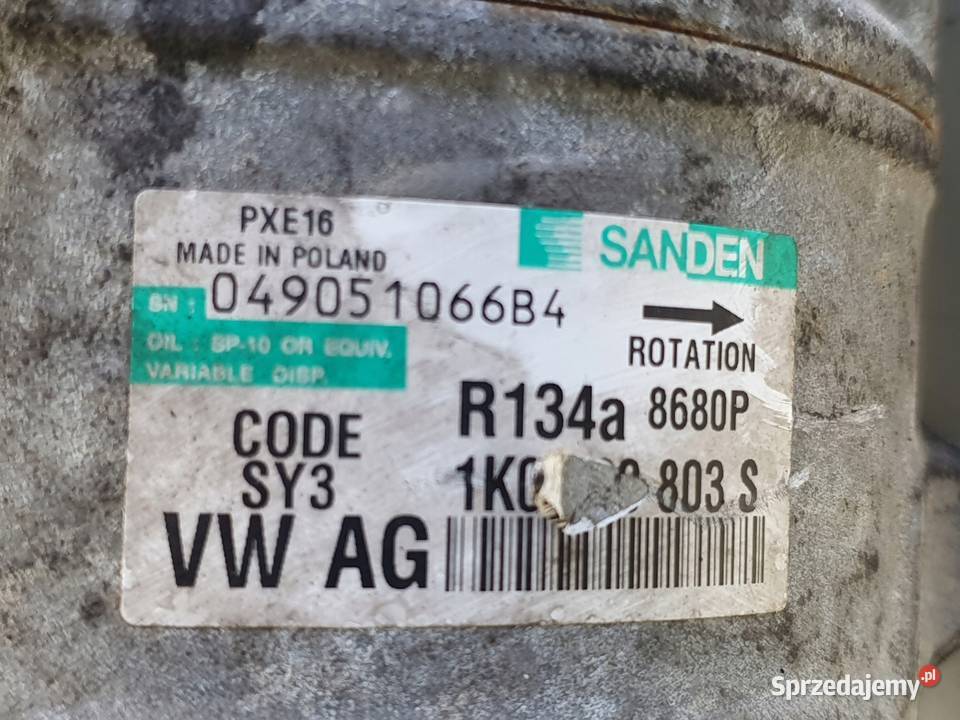 PXE16
MADE IN POLAND
SANDEN
SN : 049051066B4
OIL : SP-10 OR EQUIV.
VARIABLE DISP.
ROTATION
CODE
SY3
R134a 8680P
803 S
VW AG
Sprzedajemy.pl